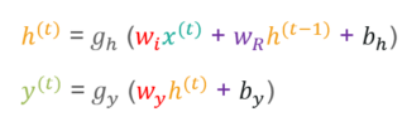 h^(t) = g_h (w_i x^(t) + w_R h^(t−1) + b_h)
y^(t) = g_y (w_y h^(t) + b_y)